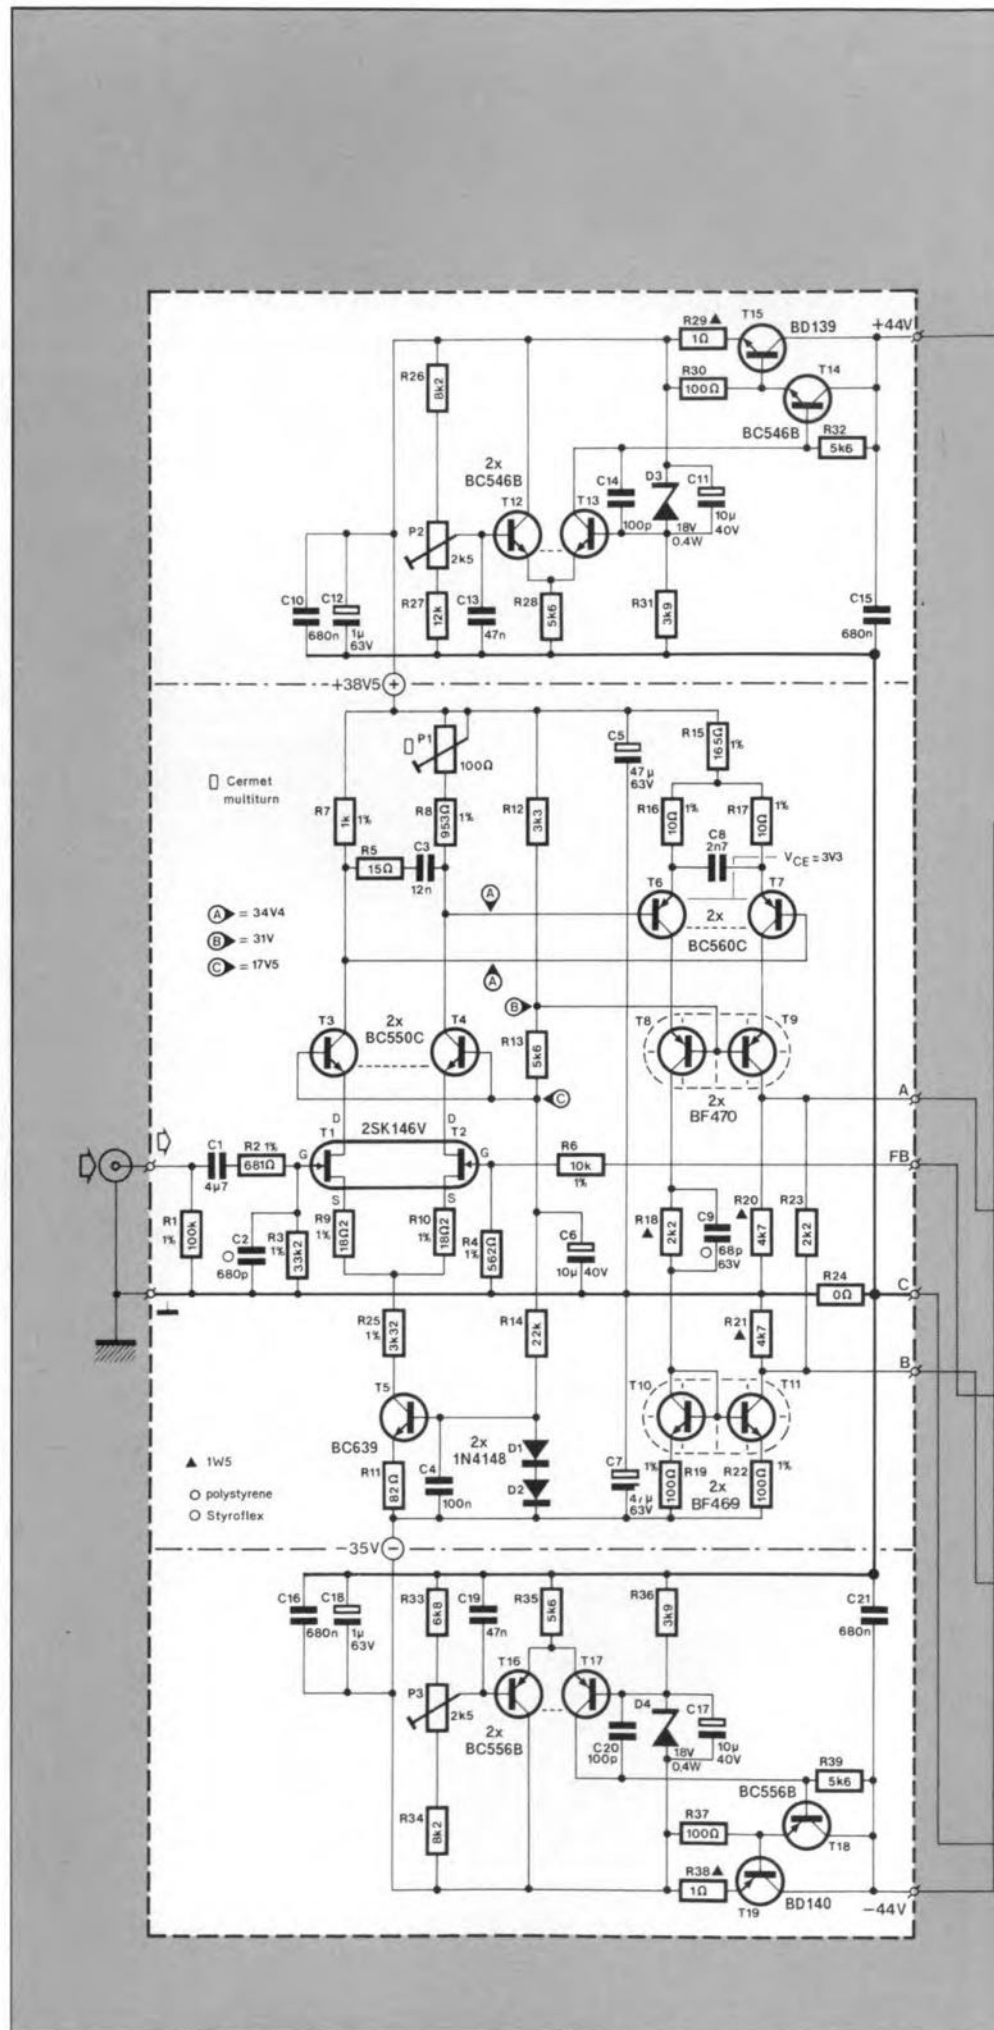 R29▲
1Ω
T15
BD139
+44V
R30
100Ω
T14
BC546B
R32
5k6
R26
8k2
2x
BC546B
T12
T13
C14
100p
D3
18V
0.4W
C11
10µ
40V
P2
2k5
C10
680n
C12
1µ
63V
R27
12k
C13
47n
R28
5k6
R31
3k9
C15
680n
+38V5 +
P1
100Ω
C5
47µ
63V
R15
165Ω
1%
Cermet
multiturn
R7
1k
1%
R8
953Ω
1%
R12
3k3
R16
10Ω
1%
R17
10Ω
1%
R5
15Ω
C3
12n
C8
2n7
VCE = 3V3
T6
T7
2x
BC560C
A = 34V4
B = 31V
C = 17V5
A
A
B
T3
T4
2x
BC550C
R13
5k6
T8
T9
2x
BF470
C
A
D
D
2SK146V
T1
T2
G
G
S
S
C1
4µ7
R2 1%
681Ω
R6
10k
1%
FB
R1
1%
100k
C2
680p
R3
1%
33k2
R9
1%
18Ω2
R10
1%
18Ω2
R4
1%
562Ω
C6
10µ
40V
R18
▲
2k2
C9
68p
63V
R20
▲
4k7
R23
2k2
R24
0Ω
C
R25
1%
3k32
R14
22k
R21
▲
4k7
B
T5
BC639
T10
T11
2x
1N4148
D1
D2
R11
82Ω
C4
100n
C7
47µ
63V
1%
R19
100Ω
R22
100Ω
1%
2x
BF469
▲ 1W5
polystyrene
Styroflex
−35V −
C16
680n
C18
1µ
63V
R33
6k8
C19
47n
R35
5k6
R36
3k9
C21
680n
T16
T17
P3
2k5
2x
BC556B
C20
100p
D4
18V
0.4W
C17
10µ
40V
R39
5k6
BC556B
T18
R34
8k2
R37
100Ω
R38▲
1Ω
T19
BD140
−44V